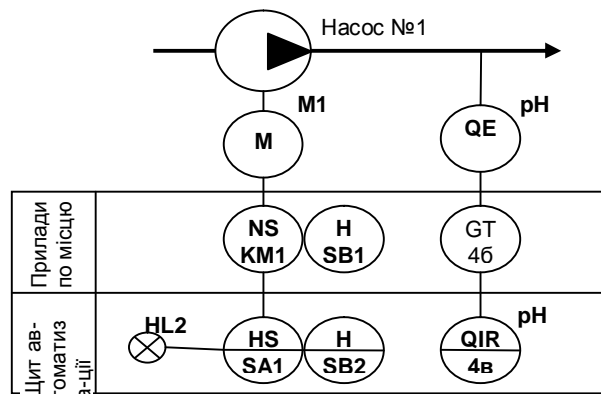 Насос №1
M1
M
QE
pH
Прилади
по місцю
NS
KM1
H
SB1
GT
4б
Щит ав-
томатиз
а-ції
HL2
HS
SA1
H
SB2
QIR
4в
pH